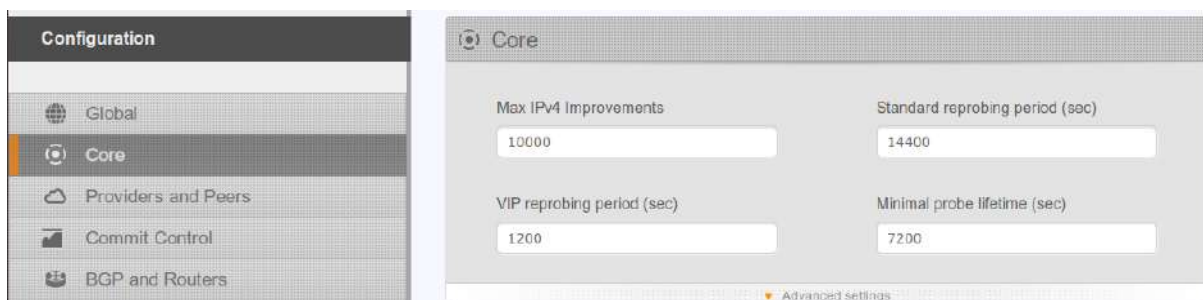 Configuration
Global
Core
Providers and Peers
Commit Control
BGP and Routers
Core
Max IPv4 Improvements
Standard reprobing period (sec)
10000
14400
VIP reprobing period (sec)
Minimal probe lifetime (sec)
1200
7200
Advanced settings